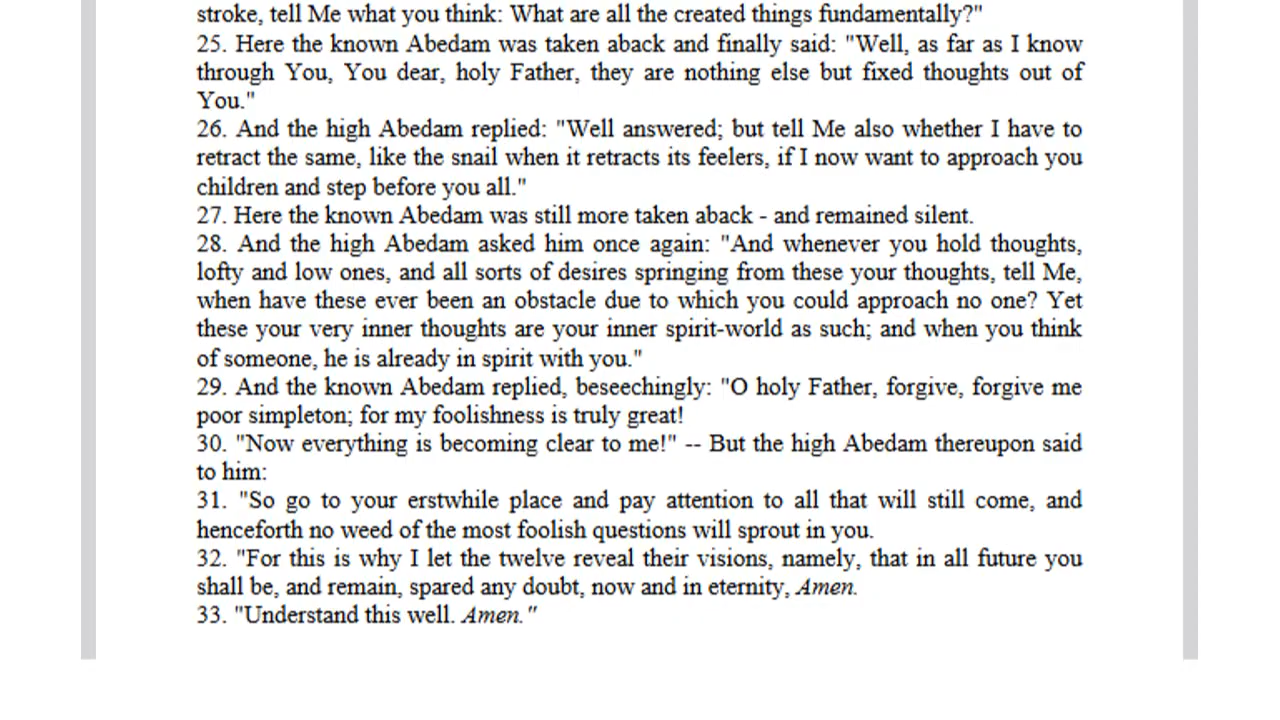 stroke, tell Me what you think: What are all the created things fundamentally?"
25. Here the known Abedam was taken aback and finally said: "Well, as far as I know
through You, You dear, holy Father, they are nothing else but fixed thoughts out of
You."
26. And the high Abedam replied: "Well answered; but tell Me also whether I have to
retract the same, like the snail when it retracts its feelers, if I now want to approach you
children and step before you all."
27. Here the known Abedam was still more taken aback - and remained silent.
28. And the high Abedam asked him once again: "And whenever you hold thoughts,
lofty and low ones, and all sorts of desires springing from these your thoughts, tell Me,
when have these ever been an obstacle due to which you could approach no one? Yet
these your very inner thoughts are your inner spirit-world as such; and when you think
of someone, he is already in spirit with you."
29. And the known Abedam replied, beseechingly: "O holy Father, forgive, forgive me
poor simpleton; for my foolishness is truly great!
30. "Now everything is becoming clear to me!" -- But the high Abedam thereupon said
to him:
31. "So go to your erstwhile place and pay attention to all that will still come, and
henceforth no weed of the most foolish questions will sprout in you.
32. "For this is why I let the twelve reveal their visions, namely, that in all future you
shall be, and remain, spared any doubt, now and in eternity, Amen.
33. "Understand this well. Amen."